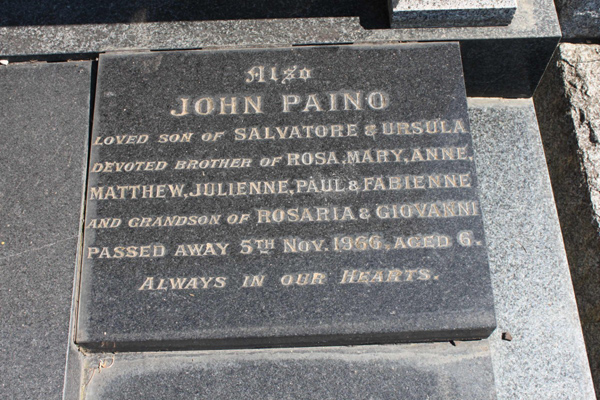 Also
JOHN PAINO
LOVED SON OF SALVATORE & URSULA
DEVOTED BROTHER OF ROSA, MARY, ANNE,
MATTHEW, JULIENNE, PAUL & FABIENNE
AND GRANDSON OF ROSARIA & GIOVANNI
PASSED AWAY 5TH NOV. 1966, AGED 6.
ALWAYS IN OUR HEARTS.